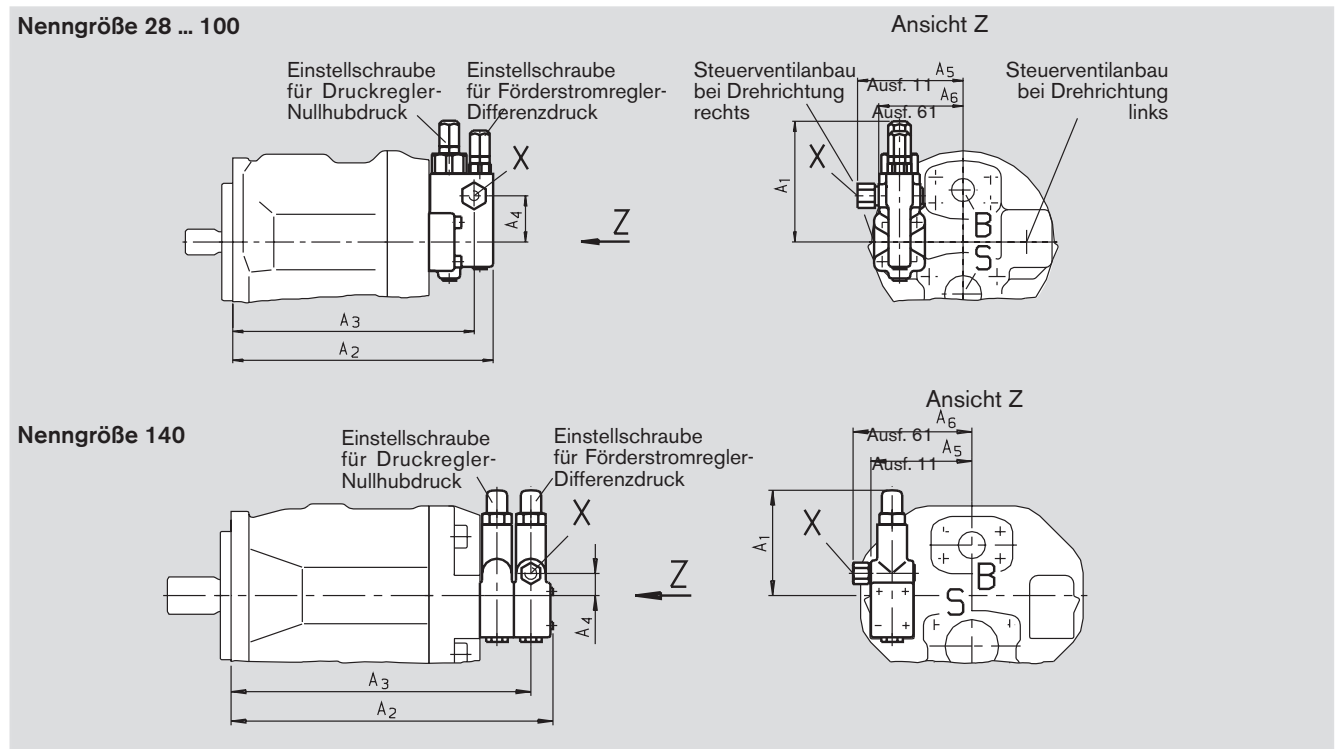 Nenngröße 28 ... 100
Ansicht Z
Einstellschraube
für Druckregler-
Nullhubdruck
Einstellschraube
für Förderstromregler-
Differenzdruck
X
A4
Z
A3
A2
Steuerventilanbau
bei Drehrichtung
rechts
A5
Ausf. 11
A6
Ausf. 61
Steuerventilanbau
bei Drehrichtung
links
X
A1
B
S
Nenngröße 140
Ansicht Z
Einstellschraube
für Druckregler-
Nullhubdruck
Einstellschraube
für Förderstromregler-
Differenzdruck
X
A4
Z
A3
A2
A6
Ausf. 61
A5
Ausf. 11
X
A1
B
S